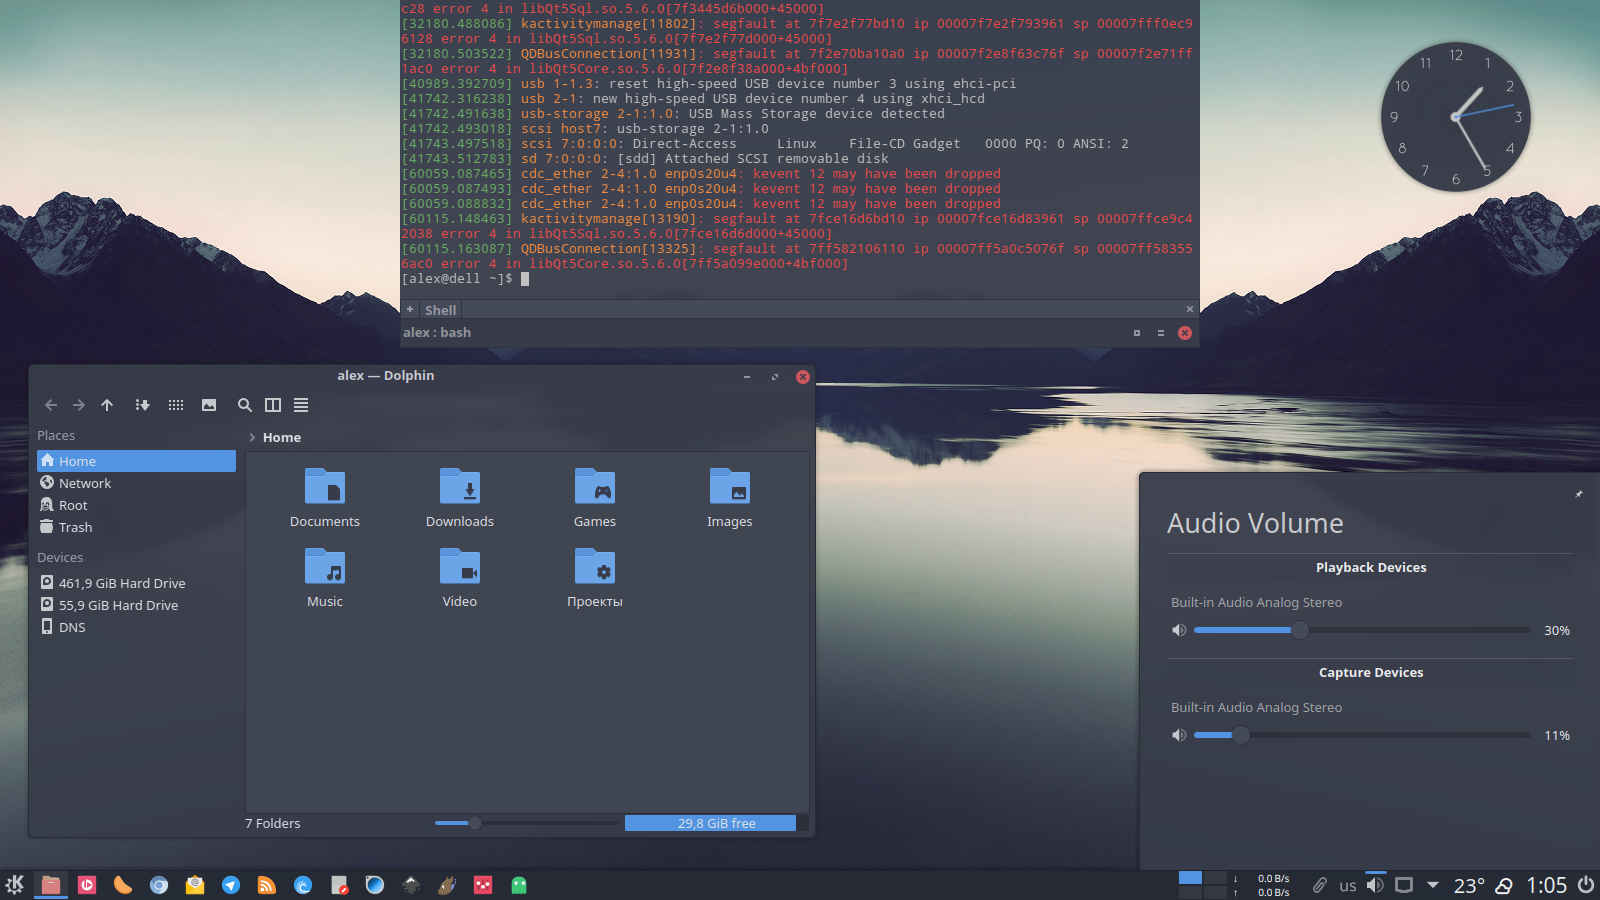 c28 error 4 in libQt5Sql.so.5.6.0[7f3445d6b000+45000]
[32180.488086] kactivitymanage[11802]: segfault at 7f7e2f77bd10 ip 00007f7e2f793961 sp 00007fff0ec9
6128 error 4 in libQt5Sql.so.5.6.0[7f7e2f77d000+45000]
[32180.503522] QDBusConnection[11931]: segfault at 7f2e70ba10a0 ip 00007f2e8f63c76f sp 00007f2e71ff
1ac0 error 4 in libQt5Core.so.5.6.0[7f2e8f38a000+4bf000]
[40989.392709] usb 1-1.3: reset high-speed USB device number 3 using ehci-pci
[41742.316238] usb 2-1: new high-speed USB device number 4 using xhci_hcd
[41742.491638] usb-storage 2-1:1.0: USB Mass Storage device detected
[41742.493018] scsi host7: usb-storage 2-1:1.0
[41743.497518] scsi 7:0:0:0: Direct-Access     Linux    File-CD Gadget   0000 PQ: 0 ANSI: 2
[41743.512783] sd 7:0:0:0: [sdd] Attached SCSI removable disk
[60059.087465] cdc_ether 2-4:1.0 enp0s20u4: kevent 12 may have been dropped
[60059.087493] cdc_ether 2-4:1.0 enp0s20u4: kevent 12 may have been dropped
[60059.088832] cdc_ether 2-4:1.0 enp0s20u4: kevent 12 may have been dropped
[60115.148463] kactivitymanage[13190]: segfault at 7fce16d6bd10 ip 00007fce16d83961 sp 00007ffce9c4
2038 error 4 in libQt5Sql.so.5.6.0[7fce16d6d000+45000]
[60115.163087] QDBusConnection[13325]: segfault at 7ff582106110 ip 00007ff5a0c5076f sp 00007ff58355
6ac0 error 4 in libQt5Core.so.5.6.0[7ff5a099e000+4bf000]
[alex@dell ~]$
+ Shell
alex : bash
12
1
2
3
4
5
6
7
8
9
10
11
alex — Dolphin
Places
Home
Network
Root
Trash
Devices
461,9 GiB Hard Drive
55,9 GiB Hard Drive
DNS
Home
Documents
Downloads
Games
Images
Music
Video
Проекты
7 Folders
29,8 GiB free
Audio Volume
Playback Devices
Built-in Audio Analog Stereo
30%
Capture Devices
Built-in Audio Analog Stereo
11%
↓ 0.0 B/s
↑ 0.0 B/s
us
23°
1:05